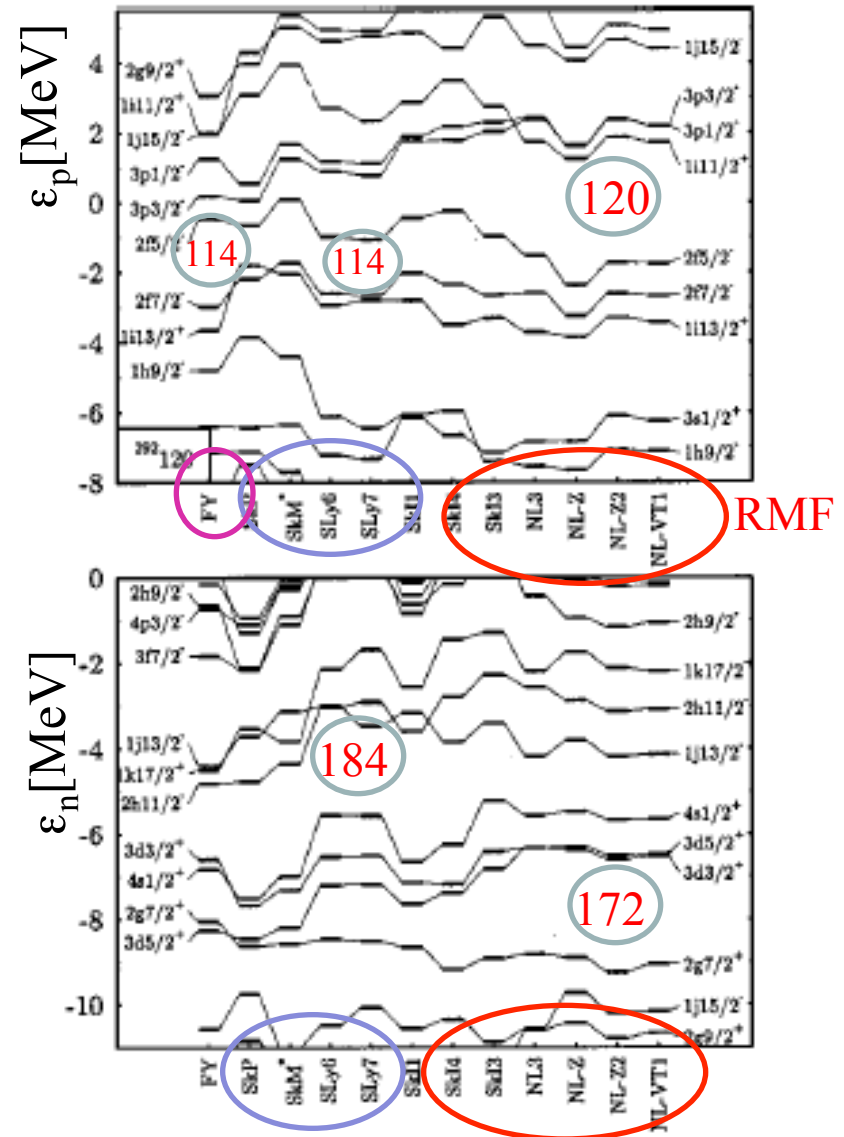 ε_p[MeV]
4
2
0
-2
-4
-6
-8
2g9/2⁺
1i11/2⁺
1j15/2⁻
3p1/2⁻
3p3/2⁻
2f5/2⁻
2f7/2⁻
1i13/2⁺
1h9/2⁻
²⁹²120
114
114
120
1j15/2⁻
3p3/2⁻
3p1/2⁻
1i11/2⁺
2f5/2⁻
2f7/2⁻
1i13/2⁺
3s1/2⁺
1h9/2⁻
FY
SkP
SkM*
SLy6
SLy7
SkI1
SkI4
SkI3
NL3
NL-Z
NL-Z2
NL-VT1
RMF
ε_n[MeV]
0
-2
-4
-6
-8
-10
2h9/2⁻
4p3/2⁻
3f7/2⁻
1j13/2⁻
1k17/2⁺
2h11/2⁻
3d3/2⁺
4s1/2⁺
2g7/2⁺
3d5/2⁺
184
172
2h9/2⁻
1k17/2⁻
2h11/2⁻
1j13/2⁻
4s1/2⁺
3d5/2⁺
3d3/2⁺
2g7/2⁺
1j15/2⁻
2g9/2⁺
FY
SkP
SkM*
SLy6
SLy7
SkI1
SkI4
SkI3
NL3
NL-Z
NL-Z2
NL-VT1